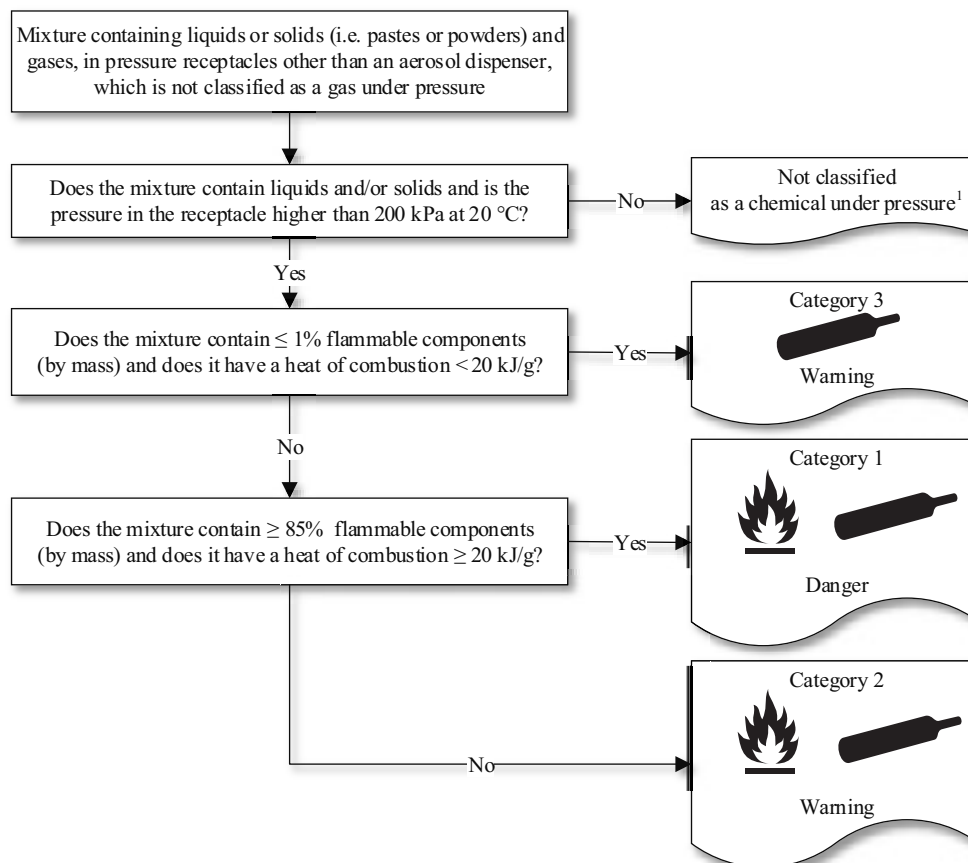 Mixture containing liquids or solids (i.e. pastes or powders) and
gases, in pressure receptacles other than an aerosol dispenser,
which is not classified as a gas under pressure
Does the mixture contain liquids and/or solids and is the
pressure in the receptacle higher than 200 kPa at 20 °C?
No
Not classified
as a chemical under pressure¹
Yes
Does the mixture contain ≤ 1% flammable components
(by mass) and does it have a heat of combustion < 20 kJ/g?
Yes
Category 3
Warning
No
Does the mixture contain ≥ 85% flammable components
(by mass) and does it have a heat of combustion ≥ 20 kJ/g?
Yes
Category 1
Danger
No
Category 2
Warning